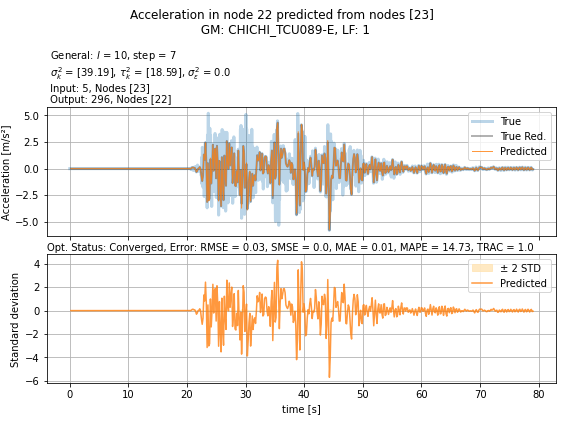 Acceleration in node 22 predicted from nodes [23]
GM: CHICHI_TCU089-E, LF: 1
General: l = 10, step = 7
σ²ₖ = [39.19], τ²ₖ = [18.59], σ²ε = 0.0
Input: 5, Nodes [23]
Output: 296, Nodes [22]
Acceleration [m/s²]
5.0
2.5
0.0
−2.5
−5.0
True
True Red.
Predicted
Opt. Status: Converged, Error: RMSE = 0.03, SMSE = 0.0, MAE = 0.01, MAPE = 14.73, TRAC = 1.0
Standard deviation
4
2
0
−2
−4
−6
± 2 STD
Predicted
0 10 20 30 40 50 60 70 80
time [s]